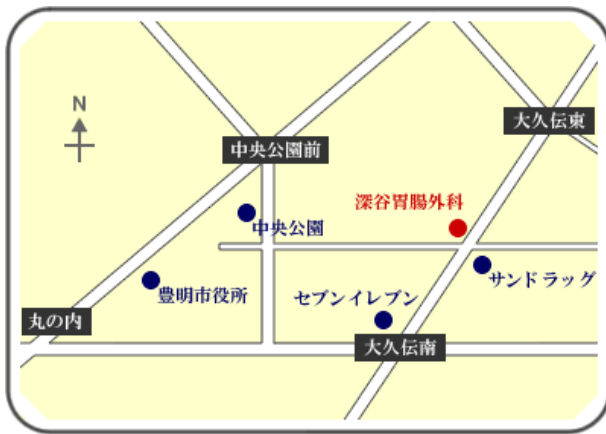 N
大久伝東
中央公園前
深谷胃腸外科
中央公園
サンドラッグ
豊明市役所
セブンイレブン
丸の内
大久伝南